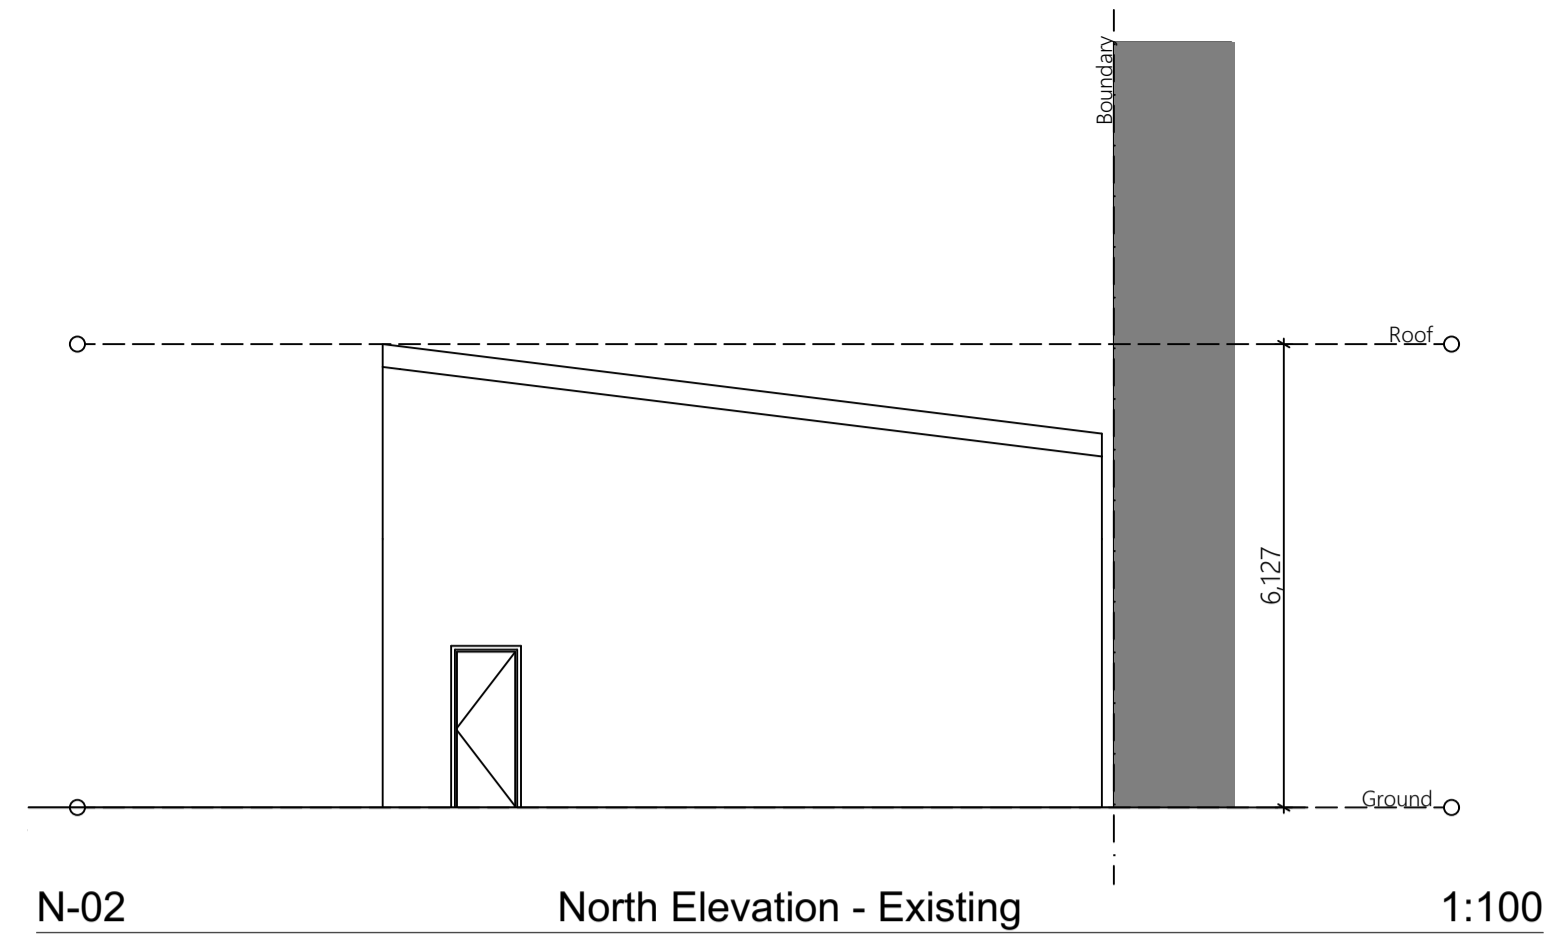 Boundary
Roof
6,127
Ground
N-02 North Elevation - Existing 1:100